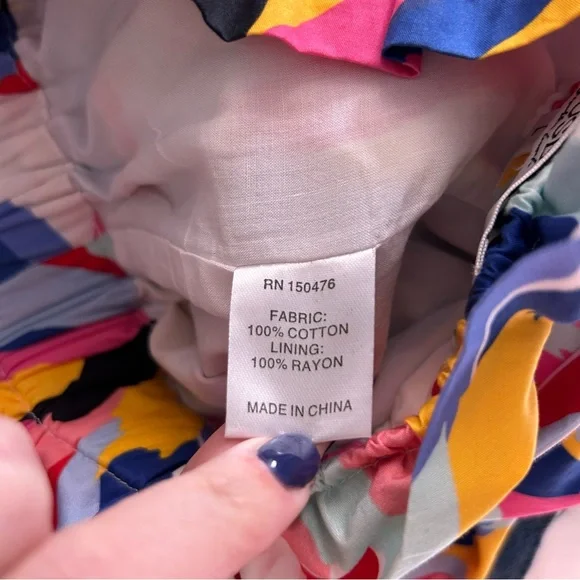 RN 150476
FABRIC:
100% COTTON
LINING:
100% RAYON
MADE IN CHINA